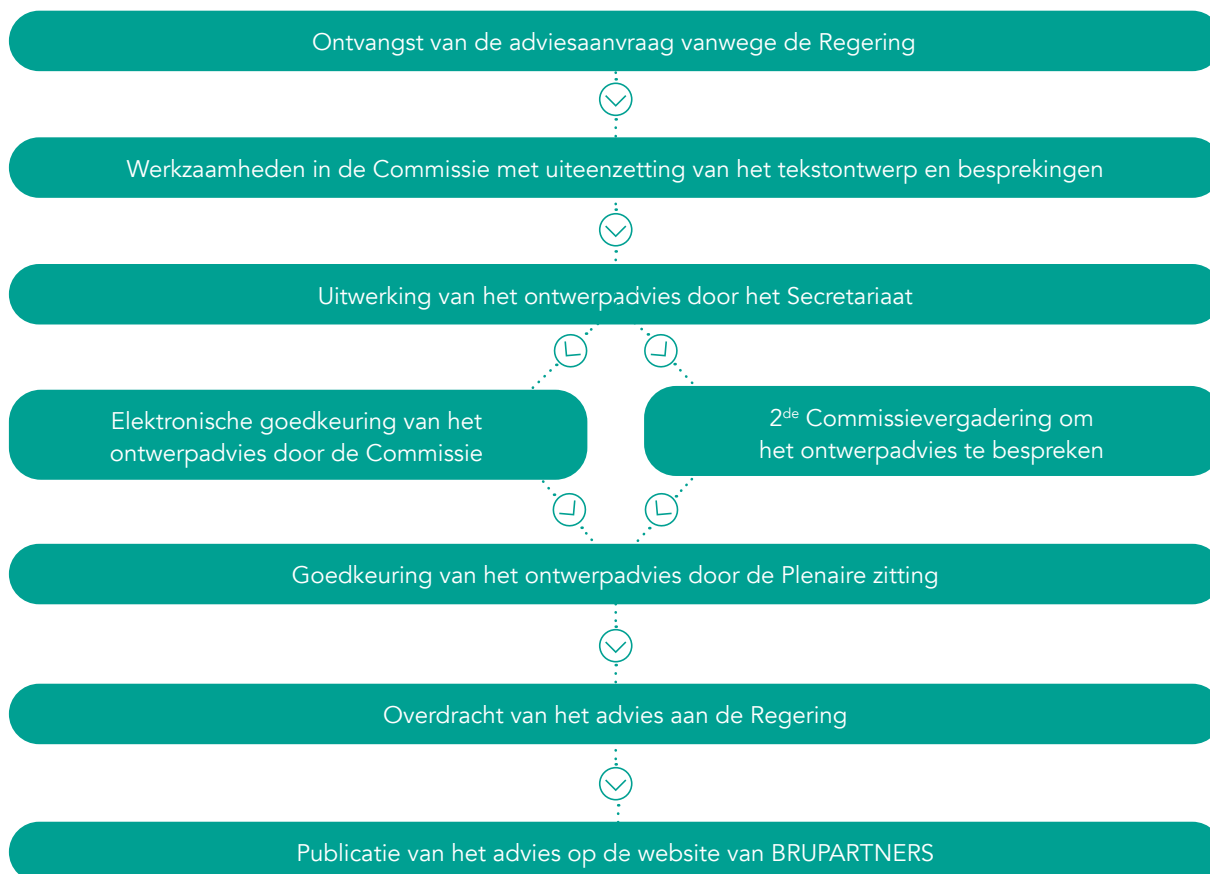 Ontvangst van de adviesaanvraag vanwege de Regering
Werkzaamheden in de Commissie met uiteenzetting van het tekstontwerp en besprekingen
Uitwerking van het ontwerpadvies door het Secretariaat
Elektronische goedkeuring van het
ontwerpadvies door de Commissie
2de Commissievergadering om
het ontwerpadvies te bespreken
Goedkeuring van het ontwerpadvies door de Plenaire zitting
Overdracht van het advies aan de Regering
Publicatie van het advies op de website van BRUPARTNERS